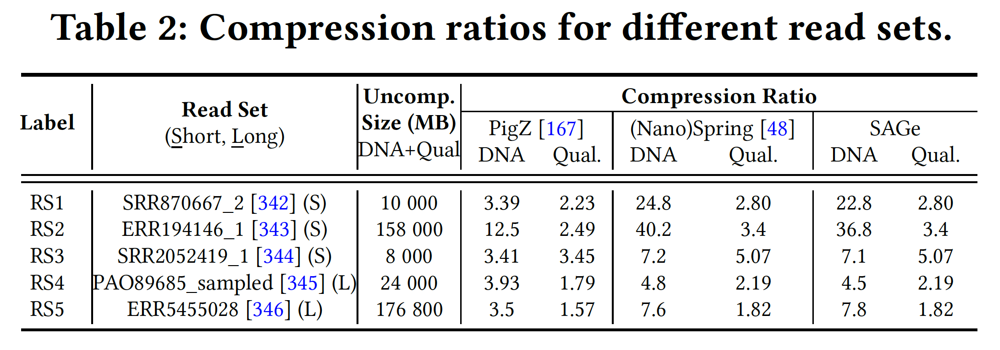 Table 2: Compression ratios for different read sets.
Label Read Set (Short, Long) Uncomp. Size (MB) DNA+Qual Compression Ratio
PigZ [167] (Nano)Spring [48] SAGe
DNA Qual. DNA Qual. DNA Qual.
RS1 SRR870667_2 [342] (S) 10 000 3.39 2.23 24.8 2.80 22.8 2.80
RS2 ERR194146_1 [343] (S) 158 000 12.5 2.49 40.2 3.4 36.8 3.4
RS3 SRR2052419_1 [344] (S) 8 000 3.41 3.45 7.2 5.07 7.1 5.07
RS4 PAO89685_sampled [345] (L) 24 000 3.93 1.79 4.8 2.19 4.5 2.19
RS5 ERR5455028 [346] (L) 176 800 3.5 1.57 7.6 1.82 7.8 1.82